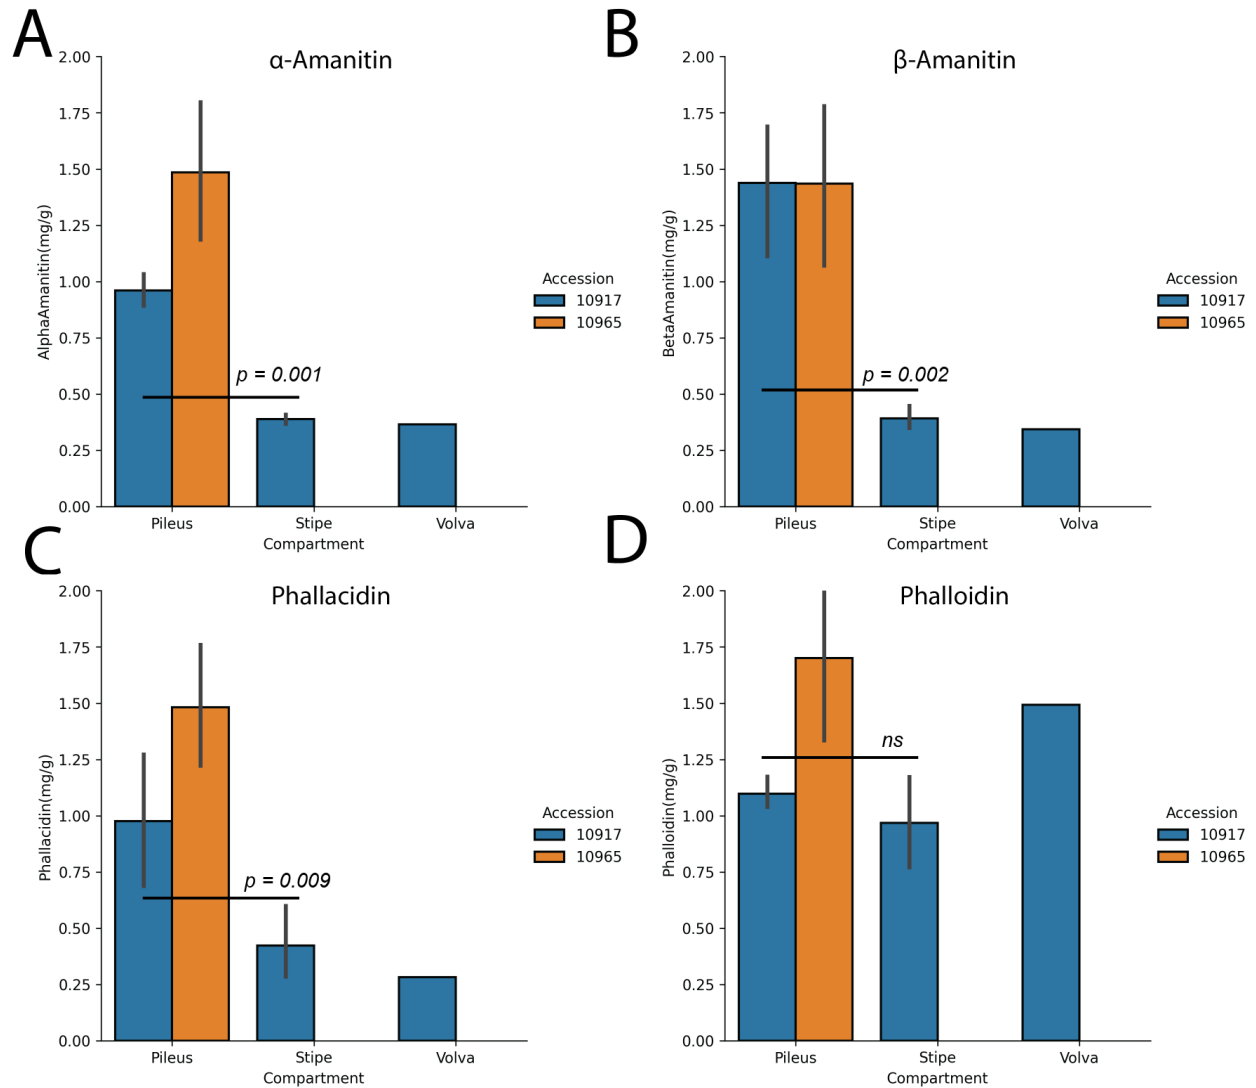 A
α-Amanitin
AlphaAmanitin(mg/g)
2.00
1.75
1.50
1.25
1.00
0.75
0.50
0.25
0.00
p = 0.001
Pileus Stipe Volva
Compartment
Accession
10917
10965
B
β-Amanitin
BetaAmanitin(mg/g)
2.00
1.75
1.50
1.25
1.00
0.75
0.50
0.25
0.00
p = 0.002
Pileus Stipe Volva
Compartment
Accession
10917
10965
C
Phallacidin
Phallacidin(mg/g)
2.00
1.75
1.50
1.25
1.00
0.75
0.50
0.25
0.00
p = 0.009
Pileus Stipe Volva
Compartment
Accession
10917
10965
D
Phalloidin
Phalloidin(mg/g)
2.00
1.75
1.50
1.25
1.00
0.75
0.50
0.25
0.00
ns
Pileus Stipe Volva
Compartment
Accession
10917
10965